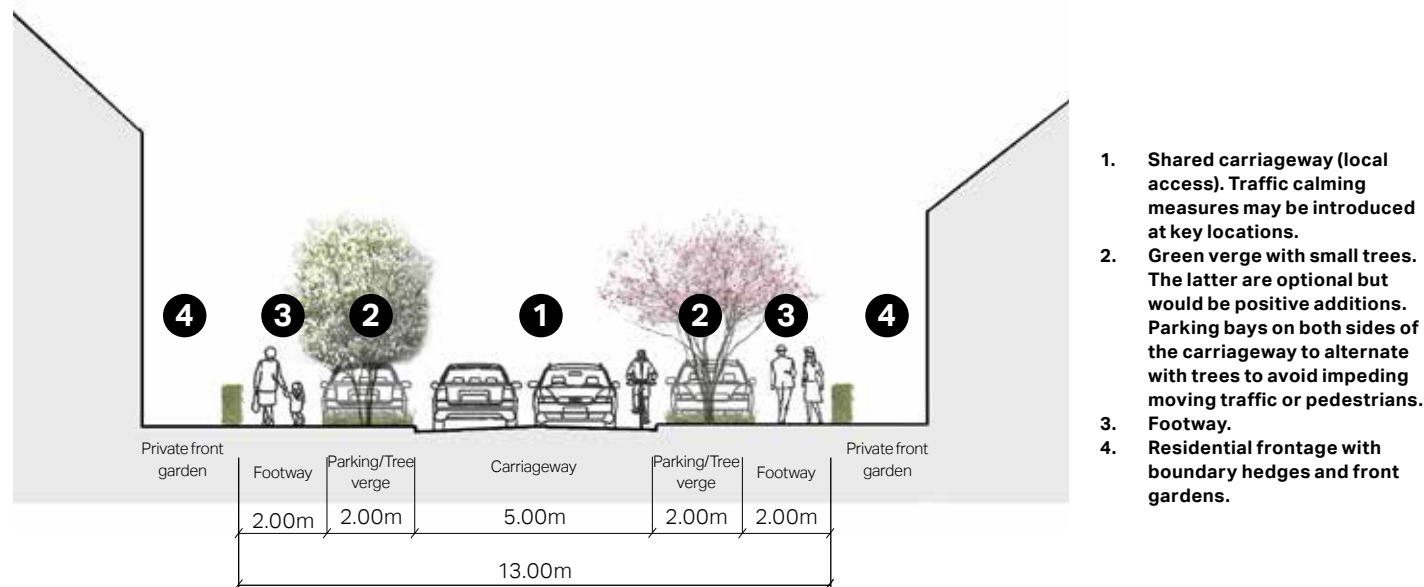 4
3
2
1
2
3
4
Private front
garden
Footway
Parking/Tree
verge
Carriageway
Parking/Tree
verge
Footway
Private front
garden
2.00m
2.00m
5.00m
2.00m
2.00m
13.00m
1. Shared carriageway (local
access). Traffic calming
measures may be introduced
at key locations.
2. Green verge with small trees.
The latter are optional but
would be positive additions.
Parking bays on both sides of
the carriageway to alternate
with trees to avoid impeding
moving traffic or pedestrians.
3. Footway.
4. Residential frontage with
boundary hedges and front
gardens.